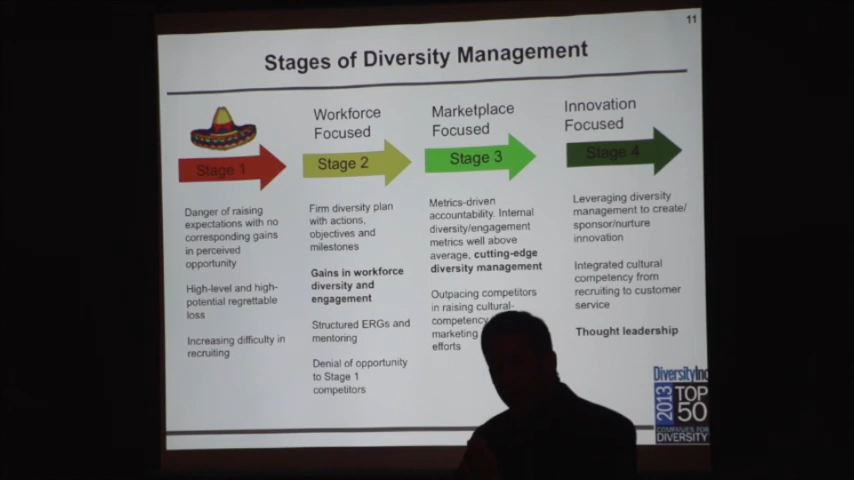 11
Stages of Diversity Management
Stage 1
Danger of raising
expectations with no
corresponding gains
in perceived
opportunity
High-level and high-
potential regrettable
loss
Increasing difficulty in
recruiting
Workforce
Focused
Stage 2
Firm diversity plan
with actions,
objectives and
milestones
Gains in workforce
diversity and
engagement
Structured ERGs and
mentoring
Denial of opportunity
to Stage 1
competitors
Marketplace
Focused
Stage 3
Metrics-driven
accountability. Internal
diversity/engagement
metrics well above
average, cutting-edge
diversity management
Outpacing competitors
in raising cultural-
competency
marketing
efforts
Innovation
Focused
Stage 4
Leveraging diversity
management to create/
sponsor/nurture
innovation
Integrated cultural
competency from
recruiting to customer
service
Thought leadership
DiversityInc
2013
TOP
50
COMPANIES FOR
DIVERSITY